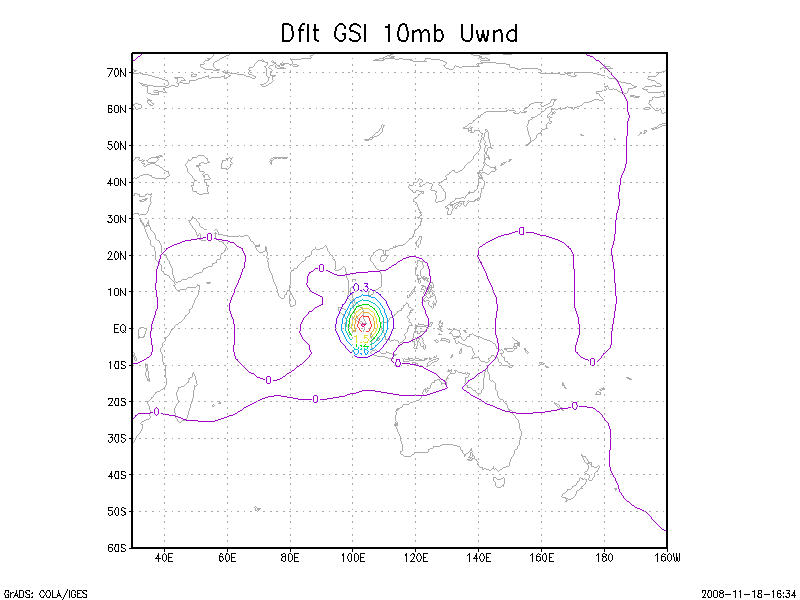 Dflt GSI 10mb Uwnd
70N
60N
50N
40N
30N
20N
10N
EQ
10S
20S
30S
40S
50S
60S
0
0
0
0.3
0
0
0
0
0
0
40E
60E
80E
100E
120E
140E
160E
180
160W
GrADS: COLA/IGES
2008-11-18-16:34